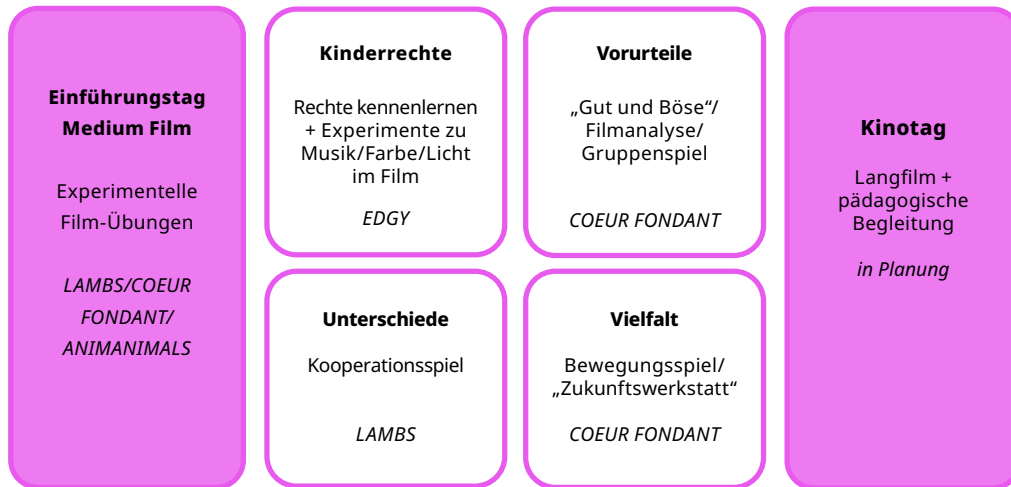 Einführungstag
Medium Film
Experimentelle
Film-Übungen
LAMBS/COEUR
FONDANT/
ANIMANIMALS
Kinderrechte
Rechte kennenlernen
+ Experimente zu
Musik/Farbe/Licht
im Film
EDGY
Vorurteile
„Gut und Böse“/
Filmanalyse/
Gruppenspiel
COEUR FONDANT
Unterschiede
Kooperationsspiel
LAMBS
Vielfalt
Bewegungsspiel/
„Zukunftswerkstatt“
COEUR FONDANT
Kinotag
Langfilm +
pädagogische
Begleitung
in Planung